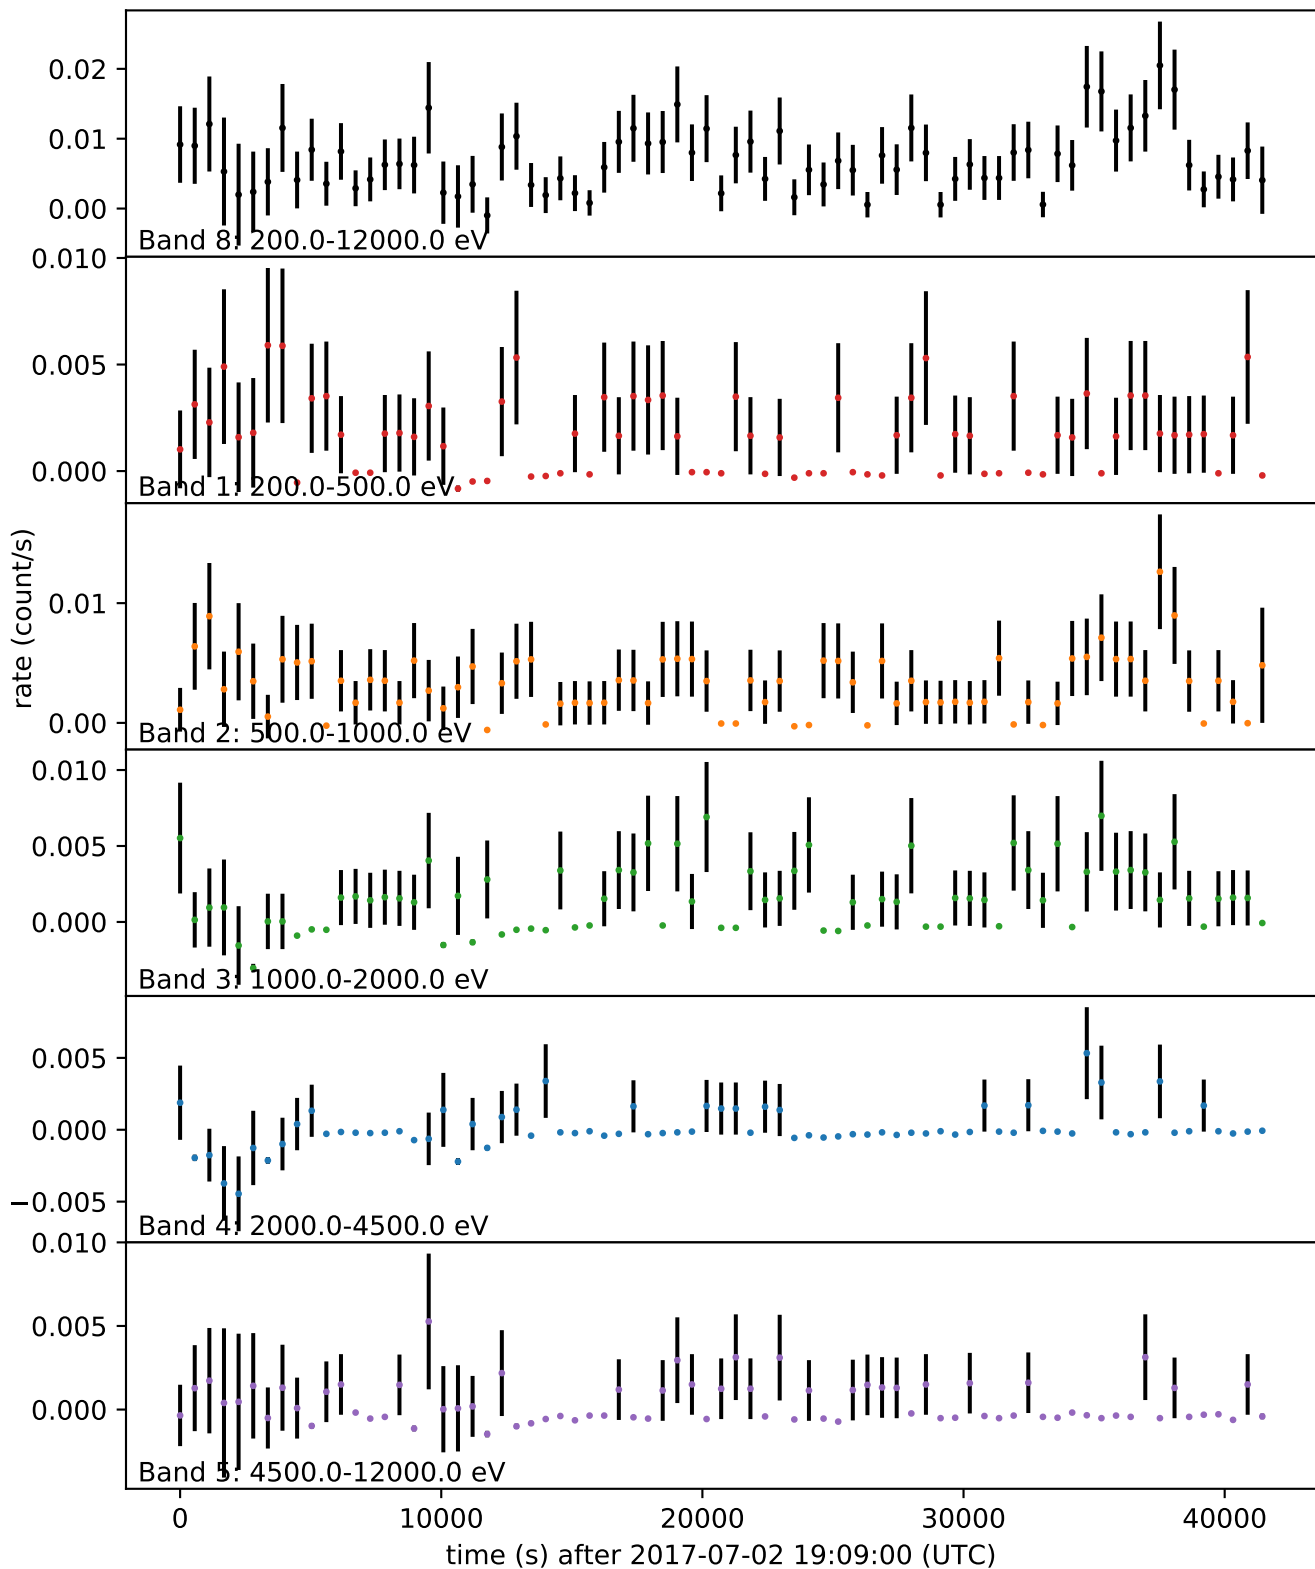 0.02
0.01
0.00
Band 8: 200.0-12000.0 eV
0.010
0.005
0.000
Band 1: 200.0-500.0 eV
rate (count/s)
0.01
0.00
Band 2: 500.0-1000.0 eV
0.010
0.005
0.000
Band 3: 1000.0-2000.0 eV
0.005
0.000
−0.005
Band 4: 2000.0-4500.0 eV
0.010
0.005
0.000
Band 5: 4500.0-12000.0 eV
0 10000 20000 30000 40000
time (s) after 2017-07-02 19:09:00 (UTC)